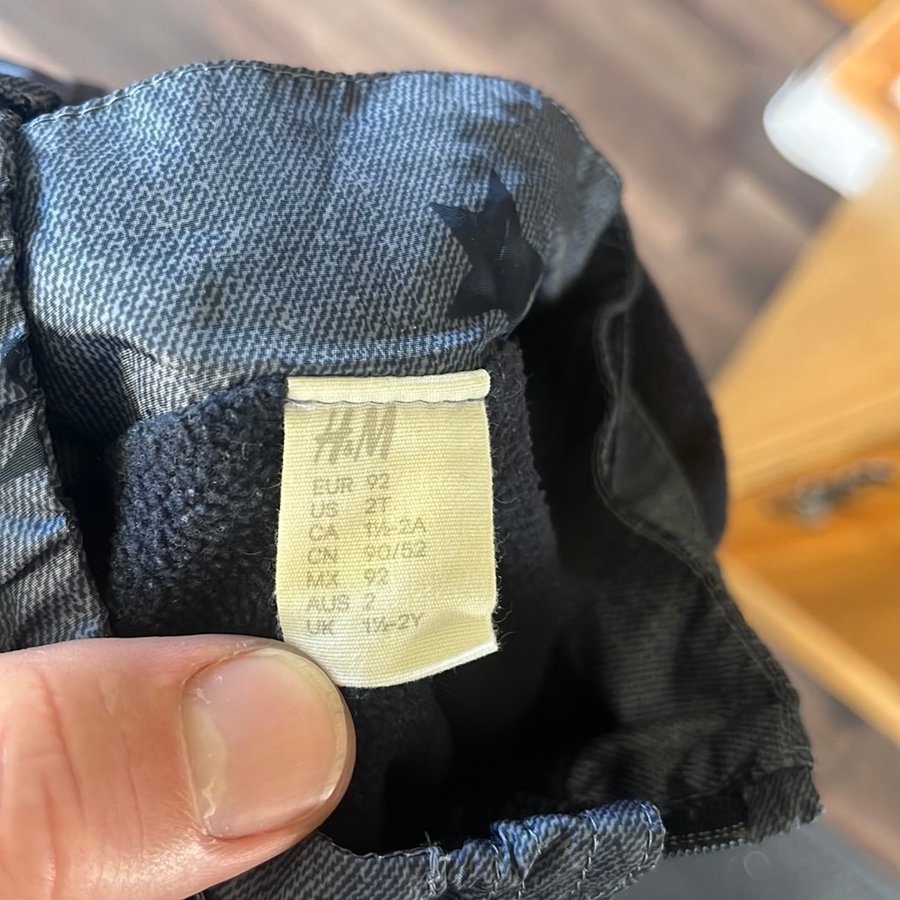 H&M
EUR 92
US 2T
CA 1½-2A
CN 90/52
MX 92
AUS 2
UK 1½-2Y